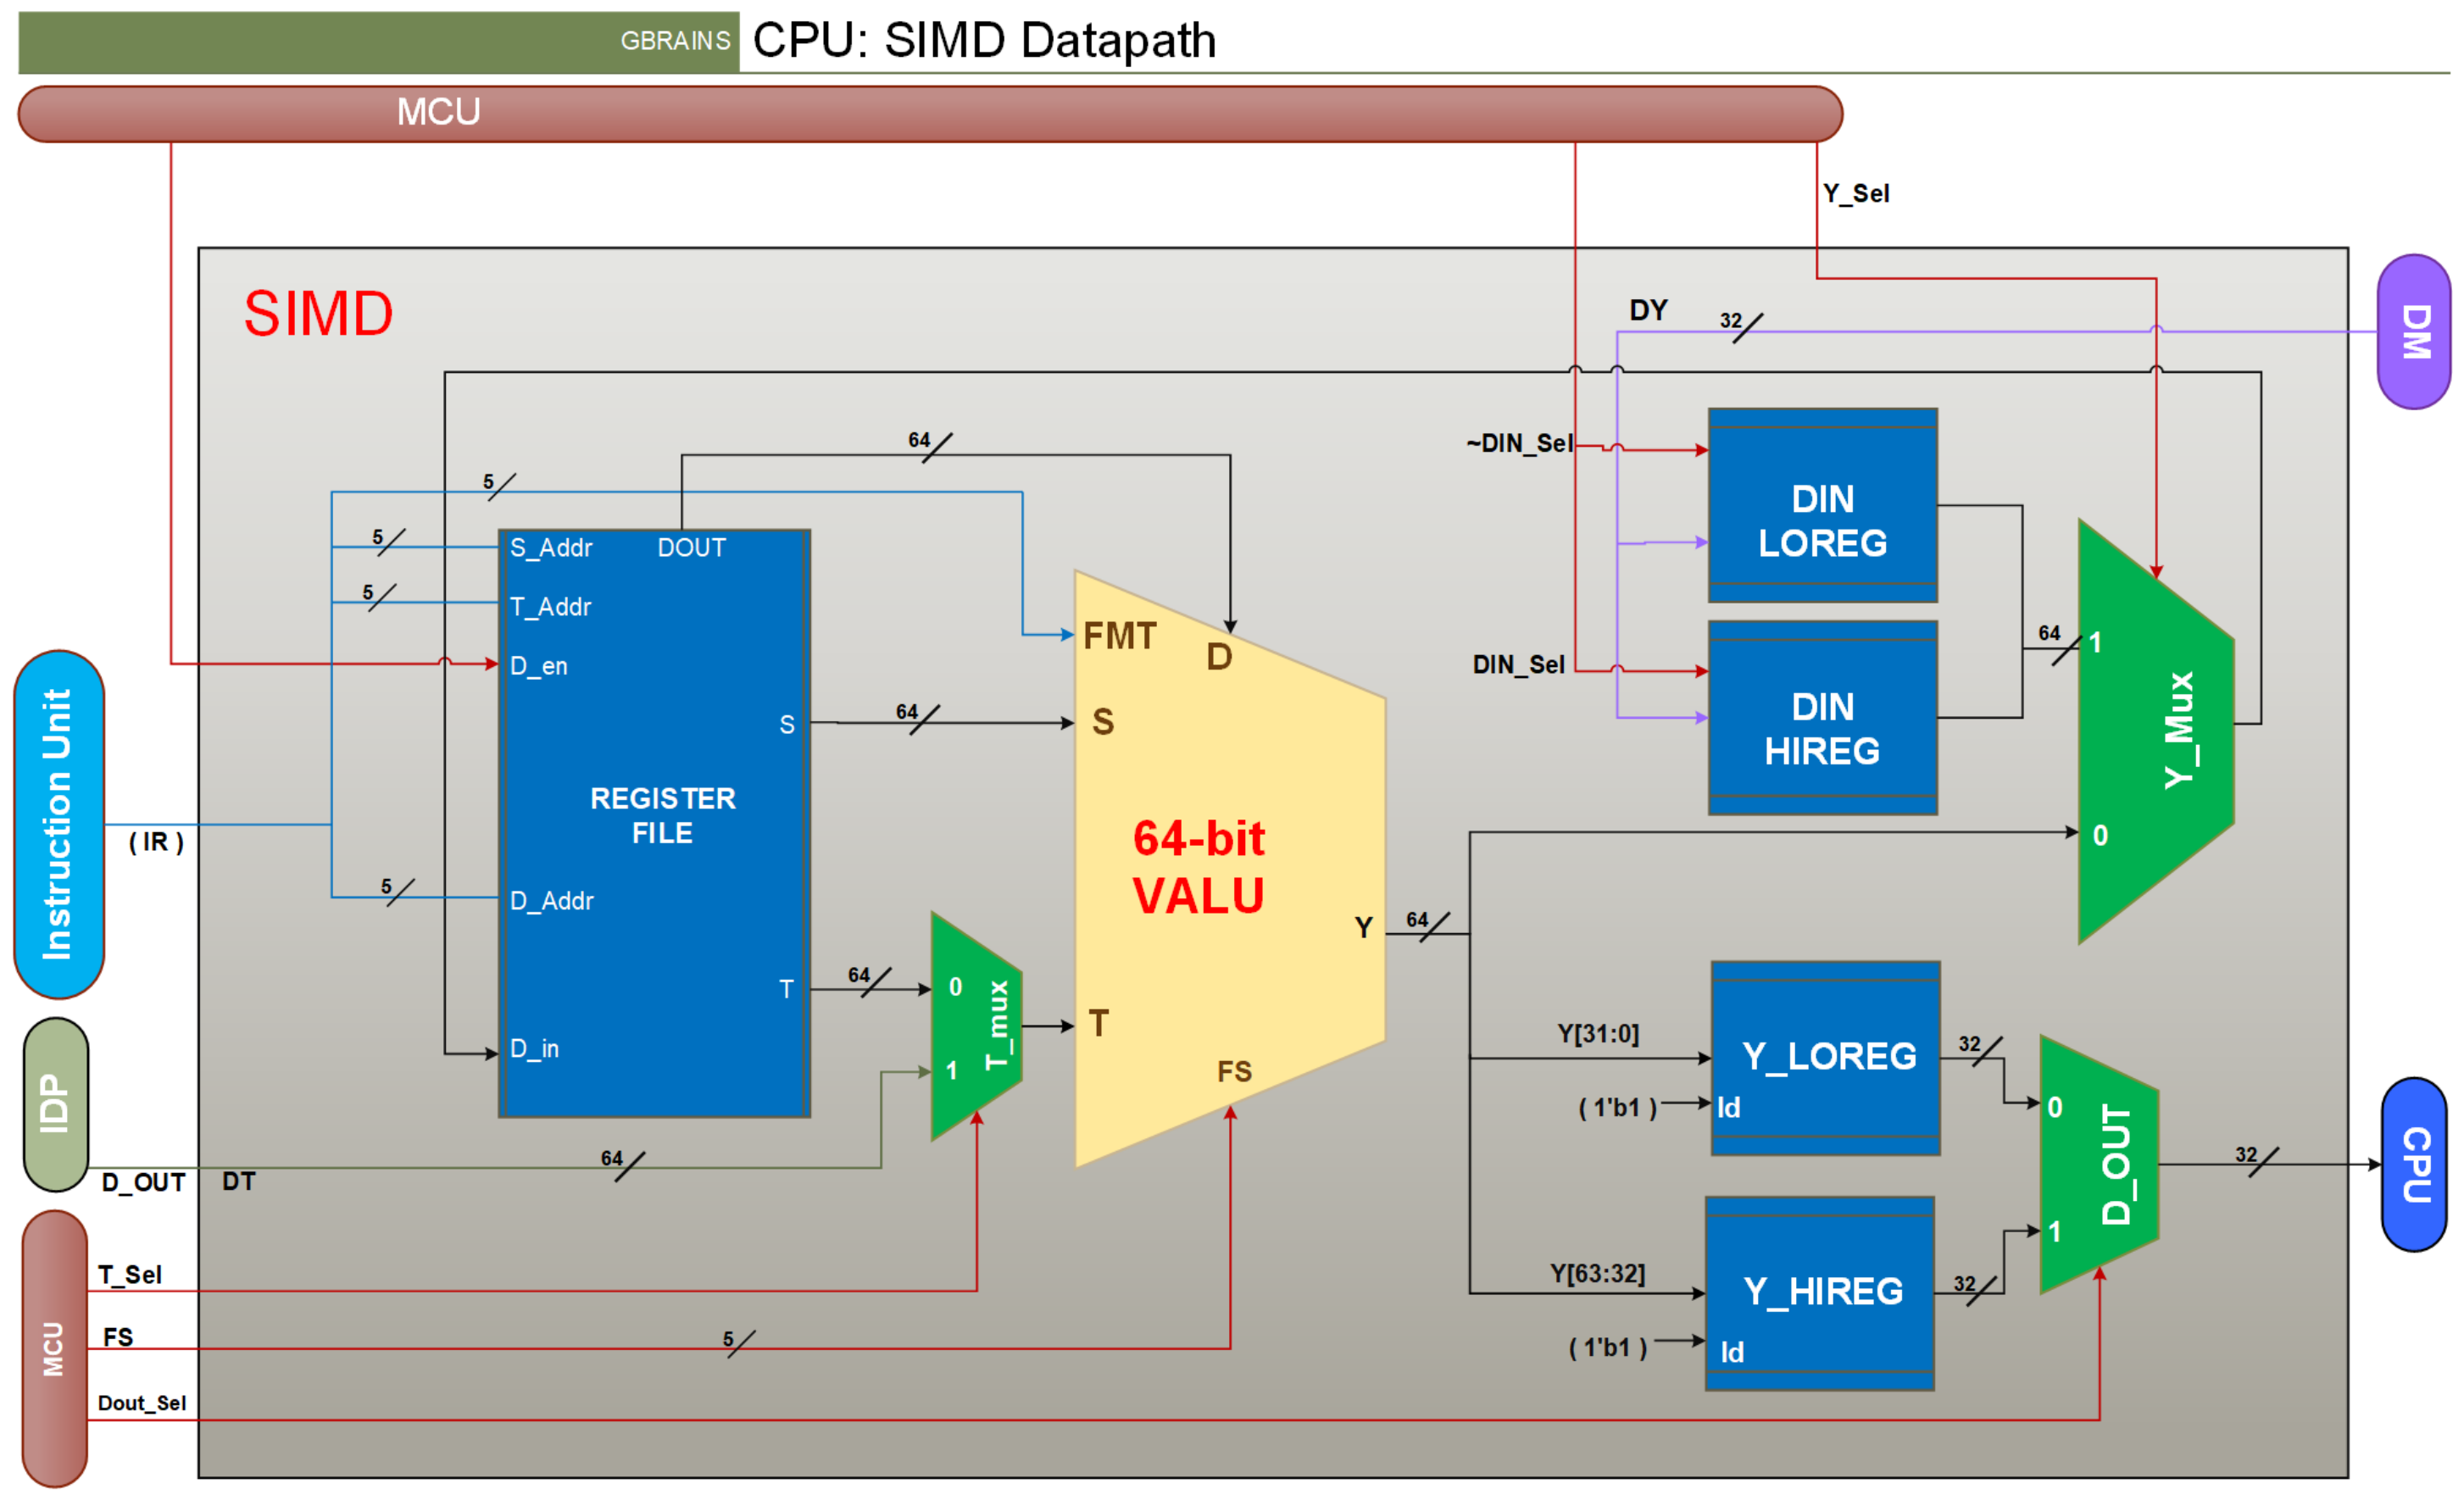 GBRAINS
CPU: SIMD Datapath
MCU
Y_Sel
SIMD
DY
32
DM
64
~DIN_Sel
DIN
LOREG
5
5
S_Addr
DOUT
5
T_Addr
FMT
D
64
1
D_en
DIN_Sel
DIN
HIREG
64
S
S
Y_Mux
REGISTER
FILE
64-bit
VALU
0
Instruction Unit
( IR )
5
D_Addr
Y
64
T
64
0
T_mux
1
T
D_in
FS
Y[31:0]
Y_LOREG
32
( 1'b1 )
ld
0
D_OUT
1
IDP
D_OUT
DT
64
32
CPU
T_Sel
Y[63:32]
Y_HIREG
32
FS
5
( 1'b1 )
ld
MCU
Dout_Sel